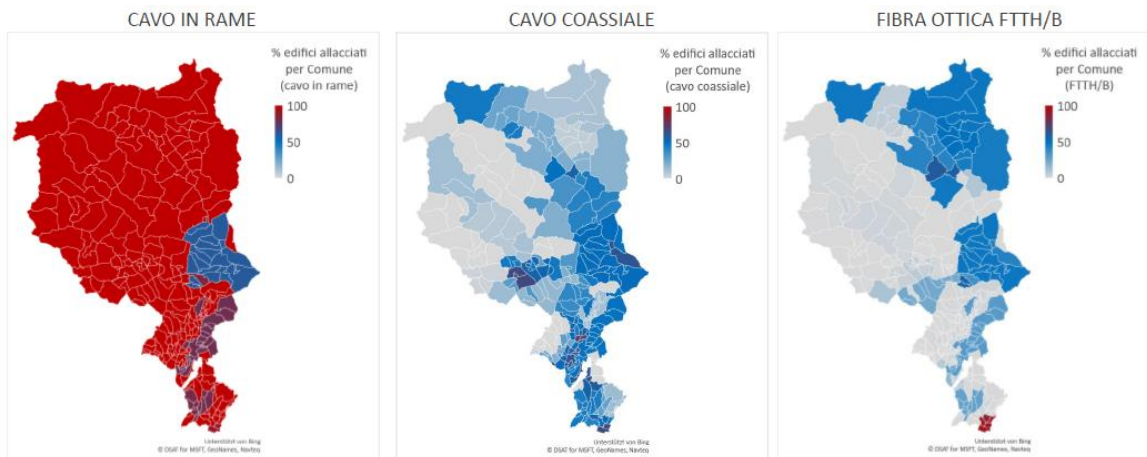 CAVO IN RAME
% edifici allacciati
per Comune
(cavo in rame)
100
50
0
Unterstützt von Bing
© DSAT for MSFT, GeoNames, Navteq
CAVO COASSIALE
% edifici allacciati
per Comune
(cavo coassiale)
100
50
0
Unterstützt von Bing
© DSAT for MSFT, GeoNames, Navteq
FIBRA OTTICA FTTH/B
% edifici allacciati
per Comune
(FTTH/B)
100
50
0
Unterstützt von Bing
© DSAT for MSFT, GeoNames, Navteq